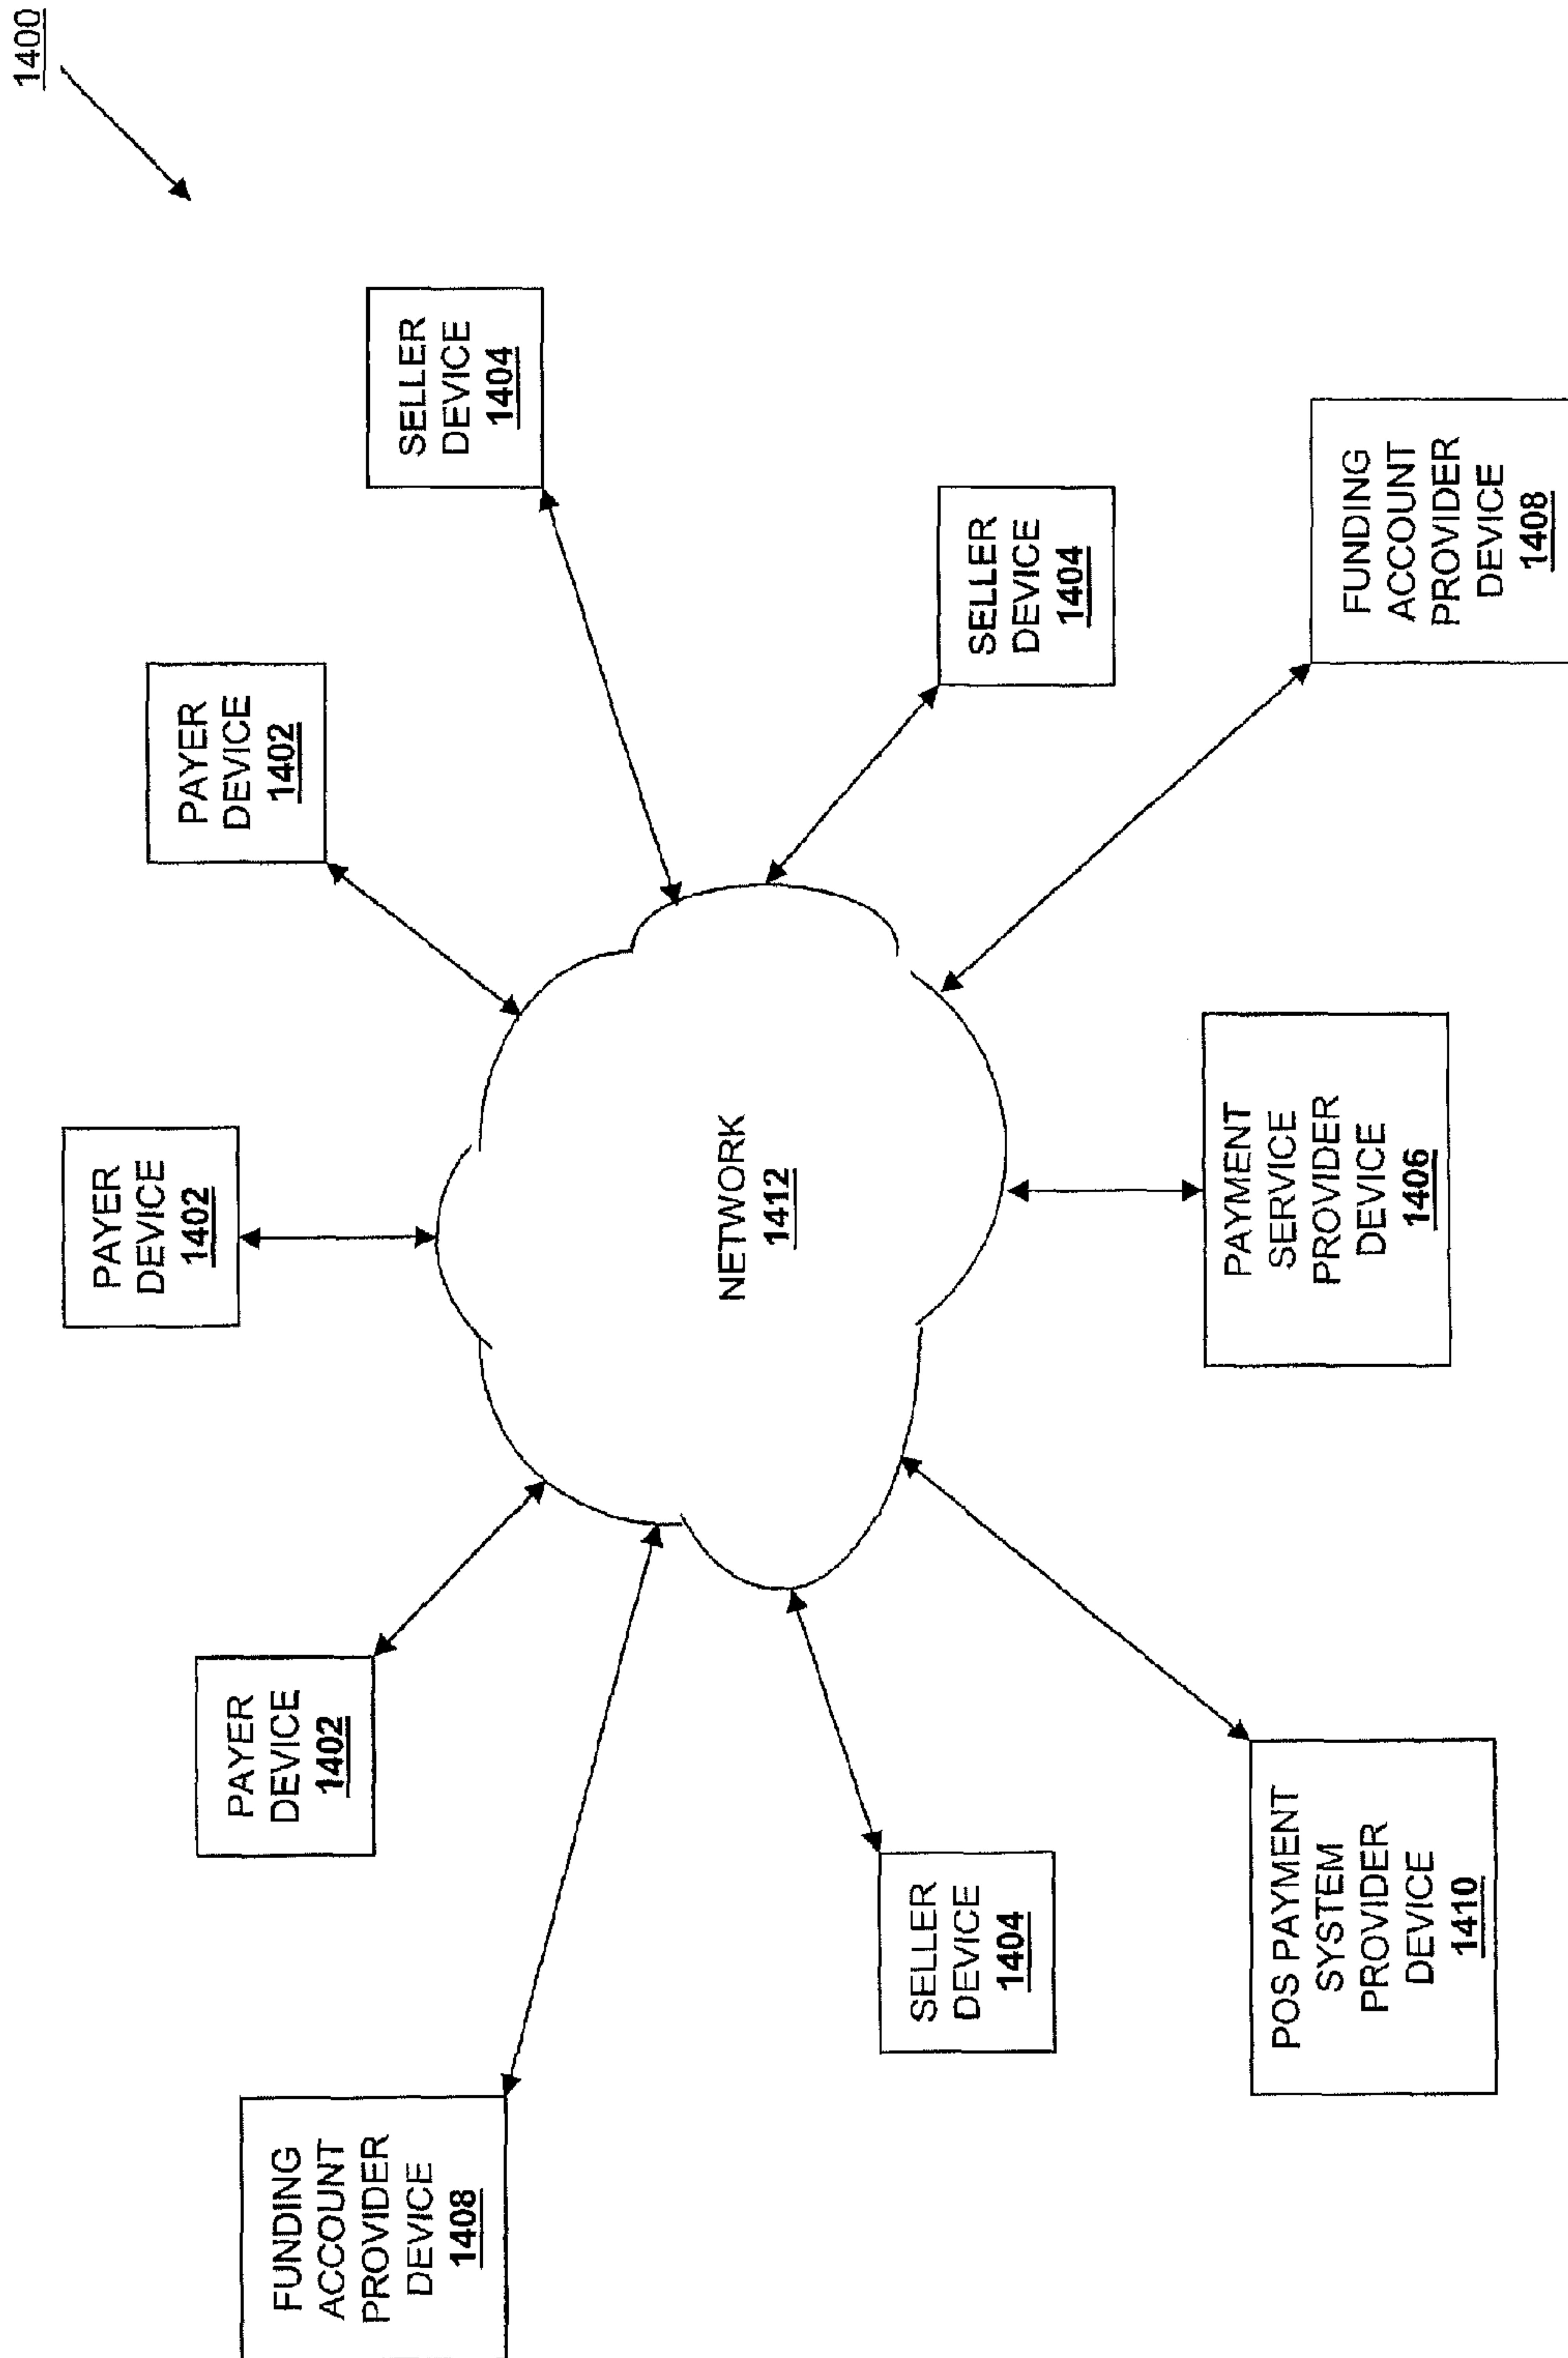 1400
PAYER
DEVICE
1402
PAYER
DEVICE
1402
PAYER
DEVICE
1402
FUNDING
ACCOUNT
PROVIDER
DEVICE
1408
SELLER
DEVICE
1404
NETWORK
1412
SELLER
DEVICE
1404
SELLER
DEVICE
1404
POS PAYMENT
SYSTEM
PROVIDER
DEVICE
1410
PAYMENT
SERVICE
PROVIDER
DEVICE
1406
FUNDING
ACCOUNT
PROVIDER
DEVICE
1408